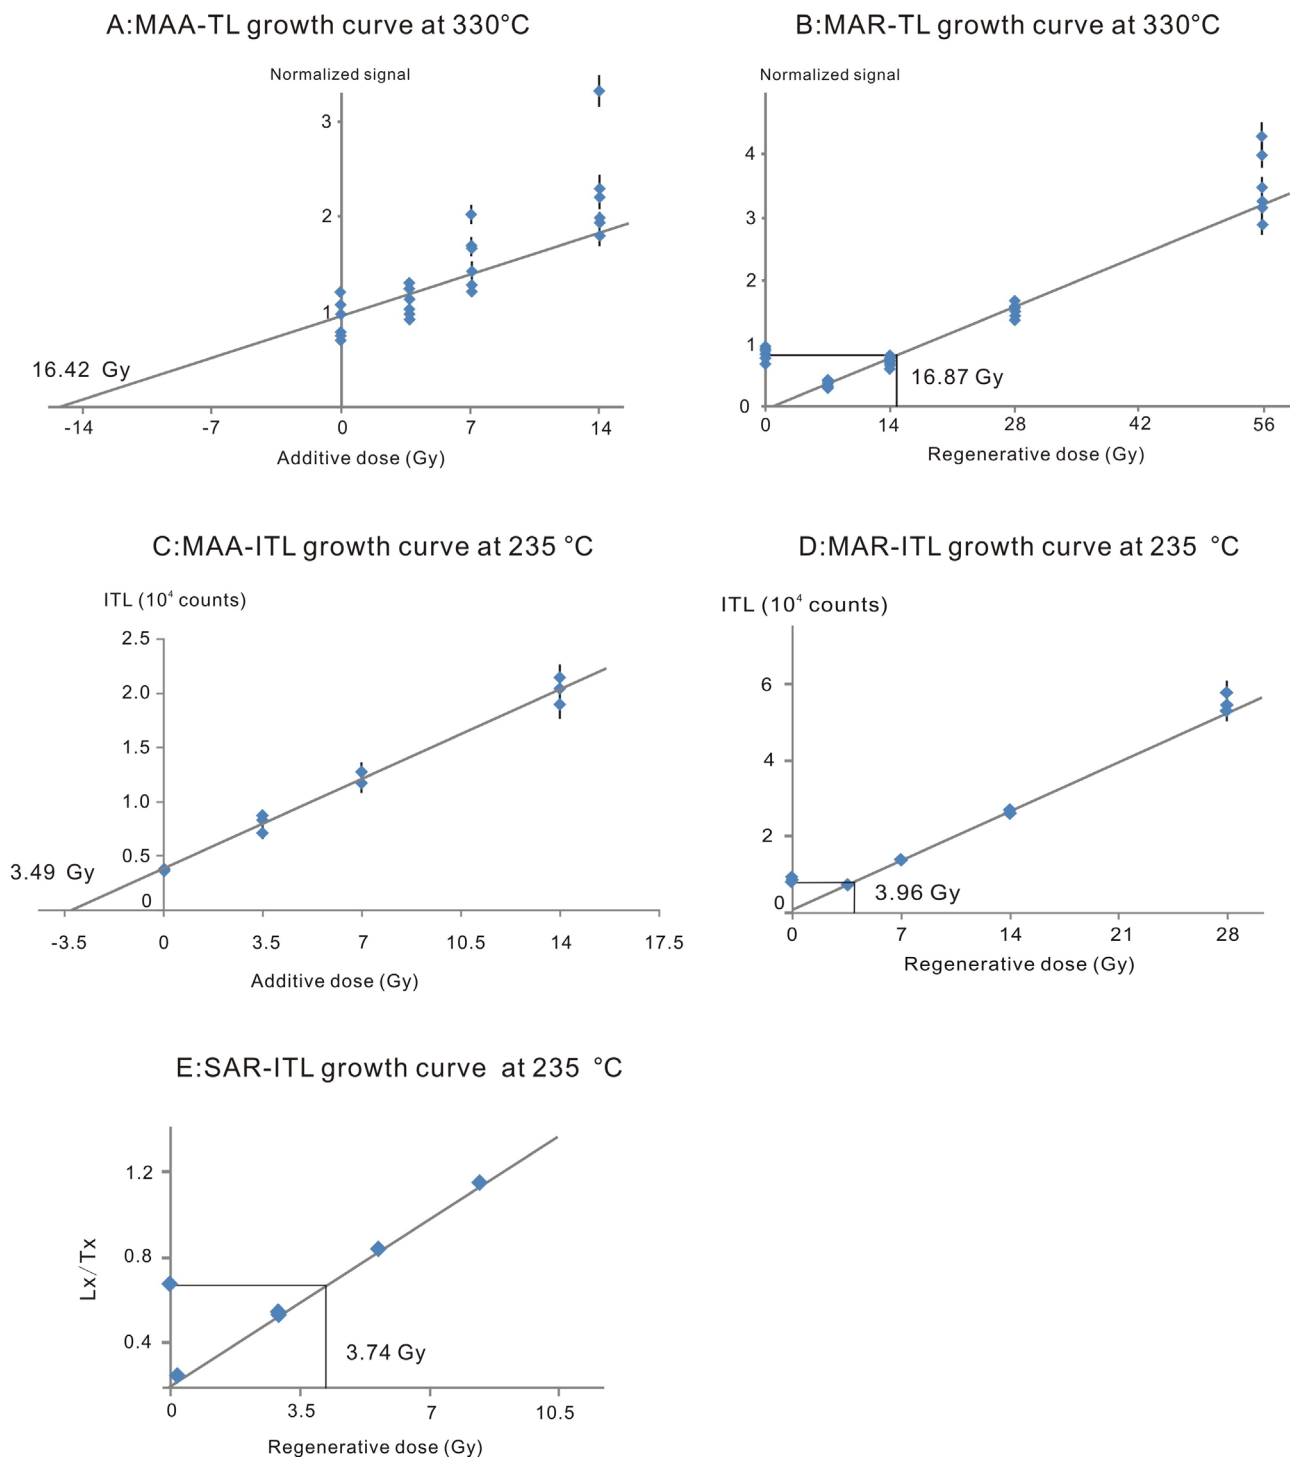 A:MAA-TL growth curve at 330°C
Normalized signal
3
2
1
16.42 Gy
-14 -7 0 7 14
Additive dose (Gy)
B:MAR-TL growth curve at 330°C
Normalized signal
4
3
2
1
0
16.87 Gy
0 14 28 42 56
Regenerative dose (Gy)
C:MAA-ITL growth curve at 235 °C
ITL (10⁴ counts)
2.5
2.0
1.5
1.0
0.5
0
3.49 Gy
-3.5 0 3.5 7 10.5 14 17.5
Additive dose (Gy)
D:MAR-ITL growth curve at 235 °C
ITL (10⁴ counts)
6
4
2
0
3.96 Gy
0 7 14 21 28
Regenerative dose (Gy)
E:SAR-ITL growth curve at 235 °C
Lx/Tx
1.2
0.8
0.4
3.74 Gy
0 3.5 7 10.5
Regenerative dose (Gy)